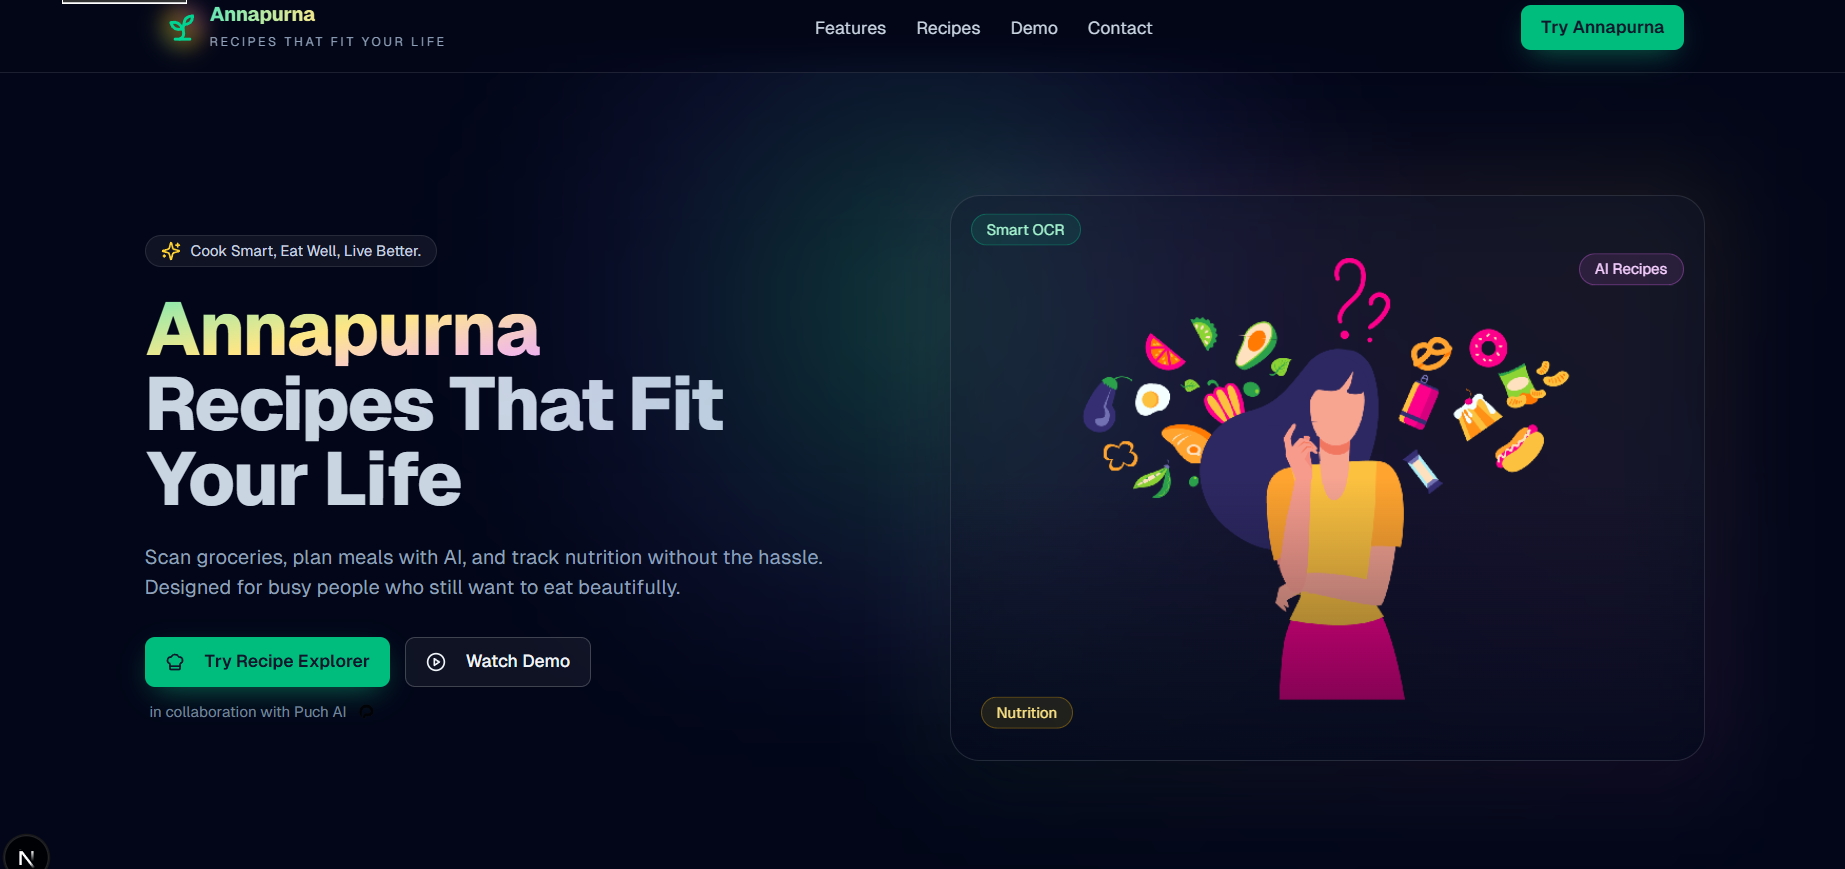 Annapurna
RECIPES THAT FIT YOUR LIFE
Features
Recipes
Demo
Contact
Try Annapurna
Cook Smart, Eat Well, Live Better.
Annapurna
Recipes That Fit
Your Life
Scan groceries, plan meals with AI, and track nutrition without the hassle.
Designed for busy people who still want to eat beautifully.
Try Recipe Explorer
Watch Demo
in collaboration with Puch AI
Smart OCR
AI Recipes
??
Nutrition
N